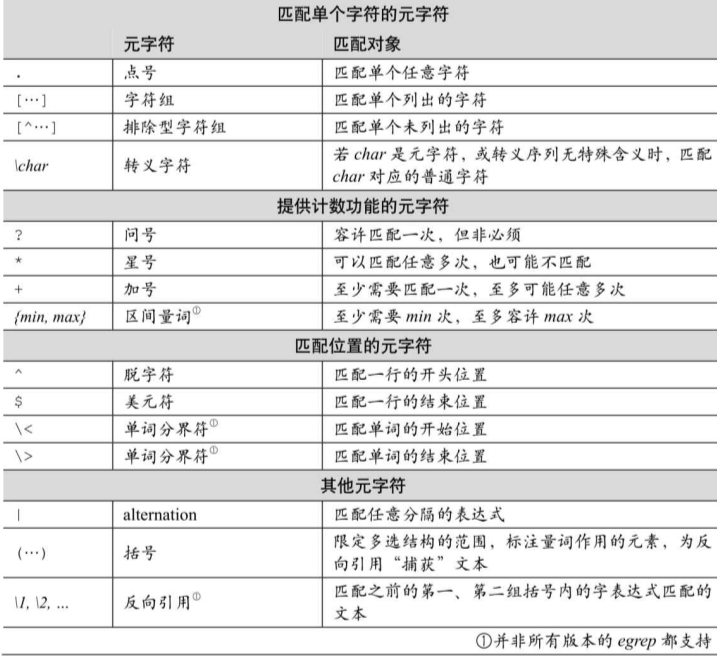 匹配单个字符的元字符
元字符 匹配对象
. 点号 匹配单个任意字符
[···] 字符组 匹配单个列出的字符
[^···] 排除型字符组 匹配单个未列出的字符
\char 转义字符 若 char 是元字符，或转义序列无特殊含义时，匹配
char 对应的普通字符
提供计数功能的元字符
? 问号 容许匹配一次，但非必须
* 星号 可以匹配任意多次，也可能不匹配
+ 加号 至少需要匹配一次，至多可能任意多次
{min, max} 区间量词① 至少需要 min 次，至多容许 max 次
匹配位置的元字符
^ 脱字符 匹配一行的开头位置
$ 美元符 匹配一行的结束位置
\< 单词分界符① 匹配单词的开始位置
\> 单词分界符① 匹配单词的结束位置
其他元字符
| alternation 匹配任意分隔的表达式
(···) 括号 限定多选结构的范围，标注量词作用的元素，为反
向引用“捕获”文本
\1, \2, ... 反向引用① 匹配之前的第一、第二组括号内的字表达式匹配的
文本
①并非所有版本的 egrep 都支持